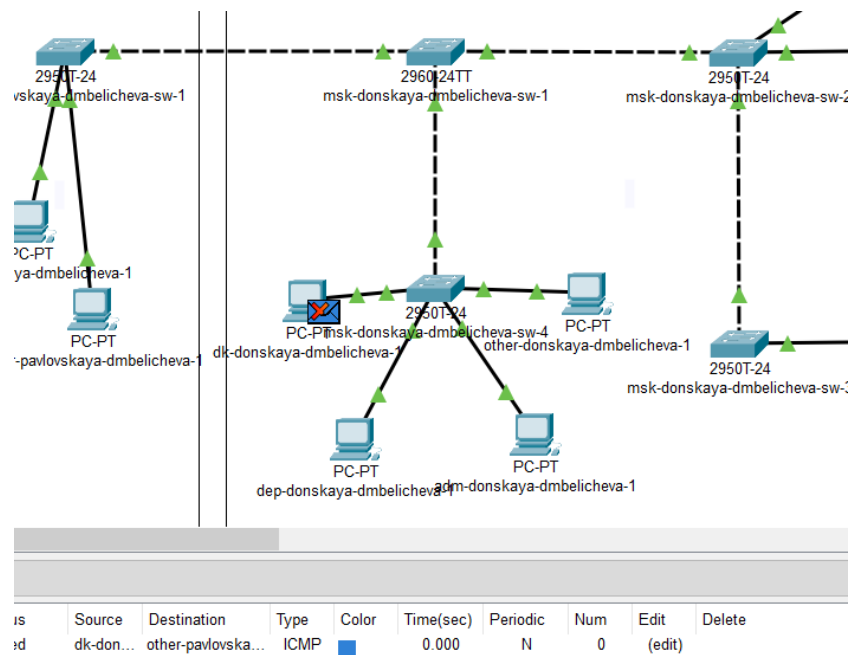 2950T-24
vskaya-dmbelicheva-sw-1
2960-24TT
msk-donskaya-dmbelicheva-sw-1
2950T-24
msk-donskaya-dmbelicheva-sw-2
PC-PT
ya-dmbelicheva-1
PC-PT
r-pavlovskaya-dmbelicheva-1
PC-PT
dk-donskaya-dmbelicheva-1
2950T-24
msk-donskaya-dmbelicheva-sw-4
PC-PT
other-donskaya-dmbelicheva-1
2950T-24
msk-donskaya-dmbelicheva-sw-3
PC-PT
dep-donskaya-dmbelicheva-1
PC-PT
adm-donskaya-dmbelicheva-1
us Source Destination Type Color Time(sec) Periodic Num Edit Delete
ed dk-don... other-pavlovska... ICMP 0.000 N 0 (edit)